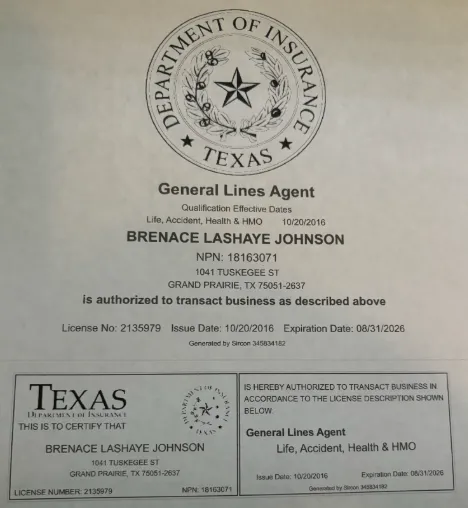 DEPARTMENT OF INSURANCE
TEXAS
General Lines Agent
Qualification Effective Dates
Life, Accident, Health & HMO 10/20/2016
BRENACE LASHAYE JOHNSON
NPN: 18163071
1041 TUSKEGEE ST
GRAND PRAIRIE, TX 75051-2637
is authorized to transact business as described above
License No: 2135979 Issue Date: 10/20/2016 Expiration Date: 08/31/2026
Generated by Sircon 345834182
TEXAS
DEPARTMENT OF INSURANCE
DEPARTMENT OF INSURANCE
TEXAS
THIS IS TO CERTIFY THAT
BRENACE LASHAYE JOHNSON
1041 TUSKEGEE ST
GRAND PRAIRIE, TX 75051-2637
LICENSE NUMBER: 2135979 NPN: 18163071
IS HEREBY AUTHORIZED TO TRANSACT BUSINESS IN
ACCORDANCE TO THE LICENSE DESCRIPTION SHOWN
BELOW.
General Lines Agent
Life, Accident, Health & HMO
Issue Date: 10/20/2016 Expiration Date: 08/31/2026
Generated by Sircon 345834182